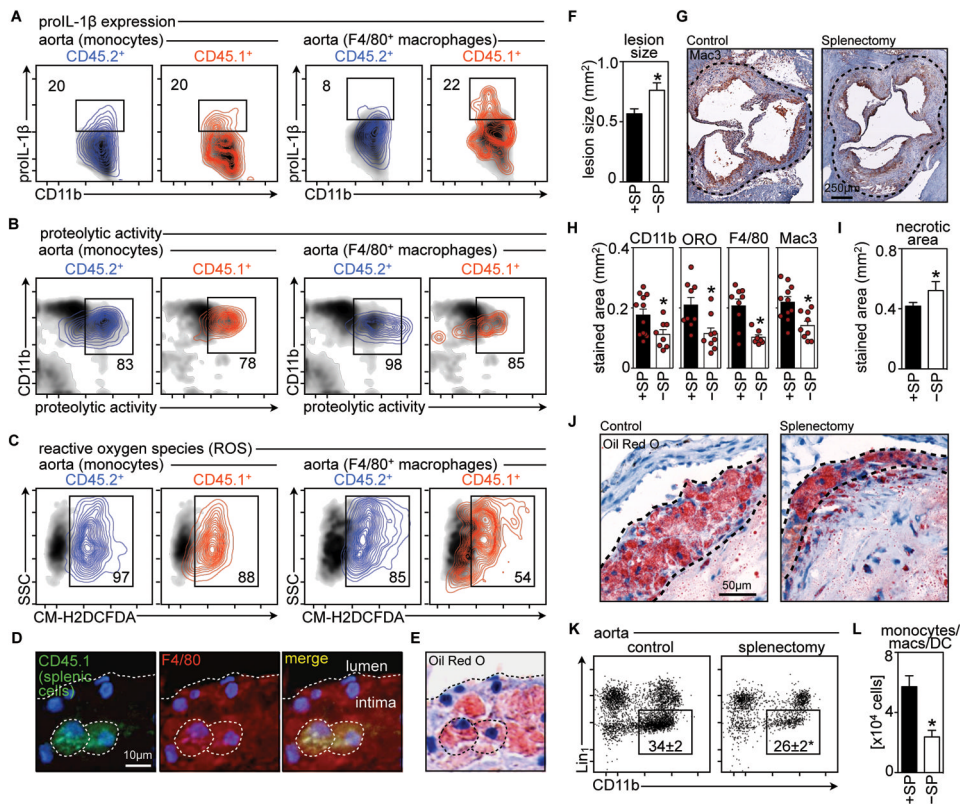 A
proIL-1β expression
aorta (monocytes)
aorta (F4/80⁺ macrophages)
CD45.2⁺
CD45.1⁺
CD45.2⁺
CD45.1⁺
20
20
8
22
proIL-1β
proIL-1β
CD11b
CD11b
B
proteolytic activity
aorta (monocytes)
aorta (F4/80⁺ macrophages)
CD45.2⁺
CD45.1⁺
CD45.2⁺
CD45.1⁺
83
78
98
85
CD11b
CD11b
proteolytic activity
proteolytic activity
C
reactive oxygen species (ROS)
aorta (monocytes)
aorta (F4/80⁺ macrophages)
CD45.2⁺
CD45.1⁺
CD45.2⁺
CD45.1⁺
97
88
85
54
SSC
SSC
CM-H2DCFDA
CM-H2DCFDA
D
CD45.1
(splenic
cells)
F4/80
merge
lumen
intima
10µm
E
Oil Red O
F
lesion
size
lesion size (mm²)
1.0
0.5
0
*
+SP
−SP
G
Control
Splenectomy
Mac3
250µm
H
CD11b
ORO
F4/80
Mac3
stained area (mm²)
0.4
0.2
0
*
*
*
*
+SP
−SP
+SP
−SP
+SP
−SP
+SP
−SP
I
necrotic
area
stained area (mm²)
0.8
0.4
0
*
+SP
−SP
J
Control
Splenectomy
Oil Red O
50µm
K
aorta
control
splenectomy
34±2
26±2*
Lin₁
CD11b
L
monocytes/
macs/DC
[x10⁴ cells]
8
4
0
*
+SP
−SP